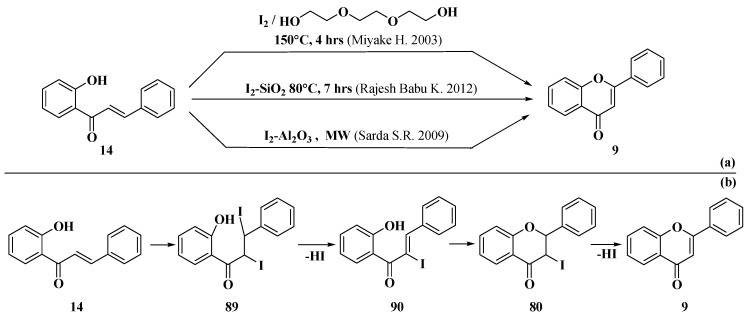 I2 / HO O O OH
150°C, 4 hrs (Miyake H. 2003)
OH
O
14
I2-SiO2 80°C, 7 hrs (Rajesh Babu K. 2012)
I2-Al2O3 , MW (Sarda S.R. 2009)
O
O
9
(a)
(b)
OH
O
14
OH
I
I
O
89
-HI
OH
I
O
90
O
I
O
80
-HI
O
O
9